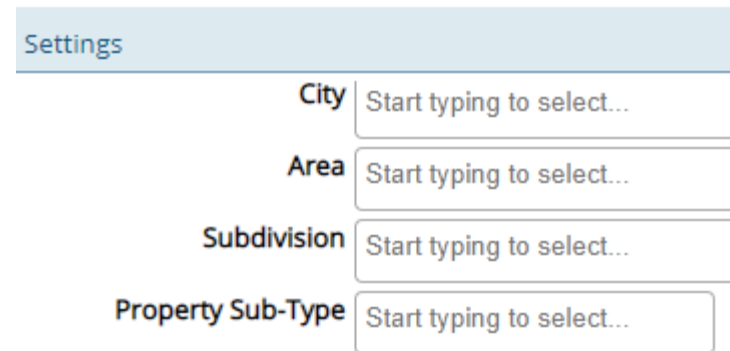 Settings
City Start typing to select...
Area Start typing to select...
Subdivision Start typing to select...
Property Sub-Type Start typing to select...